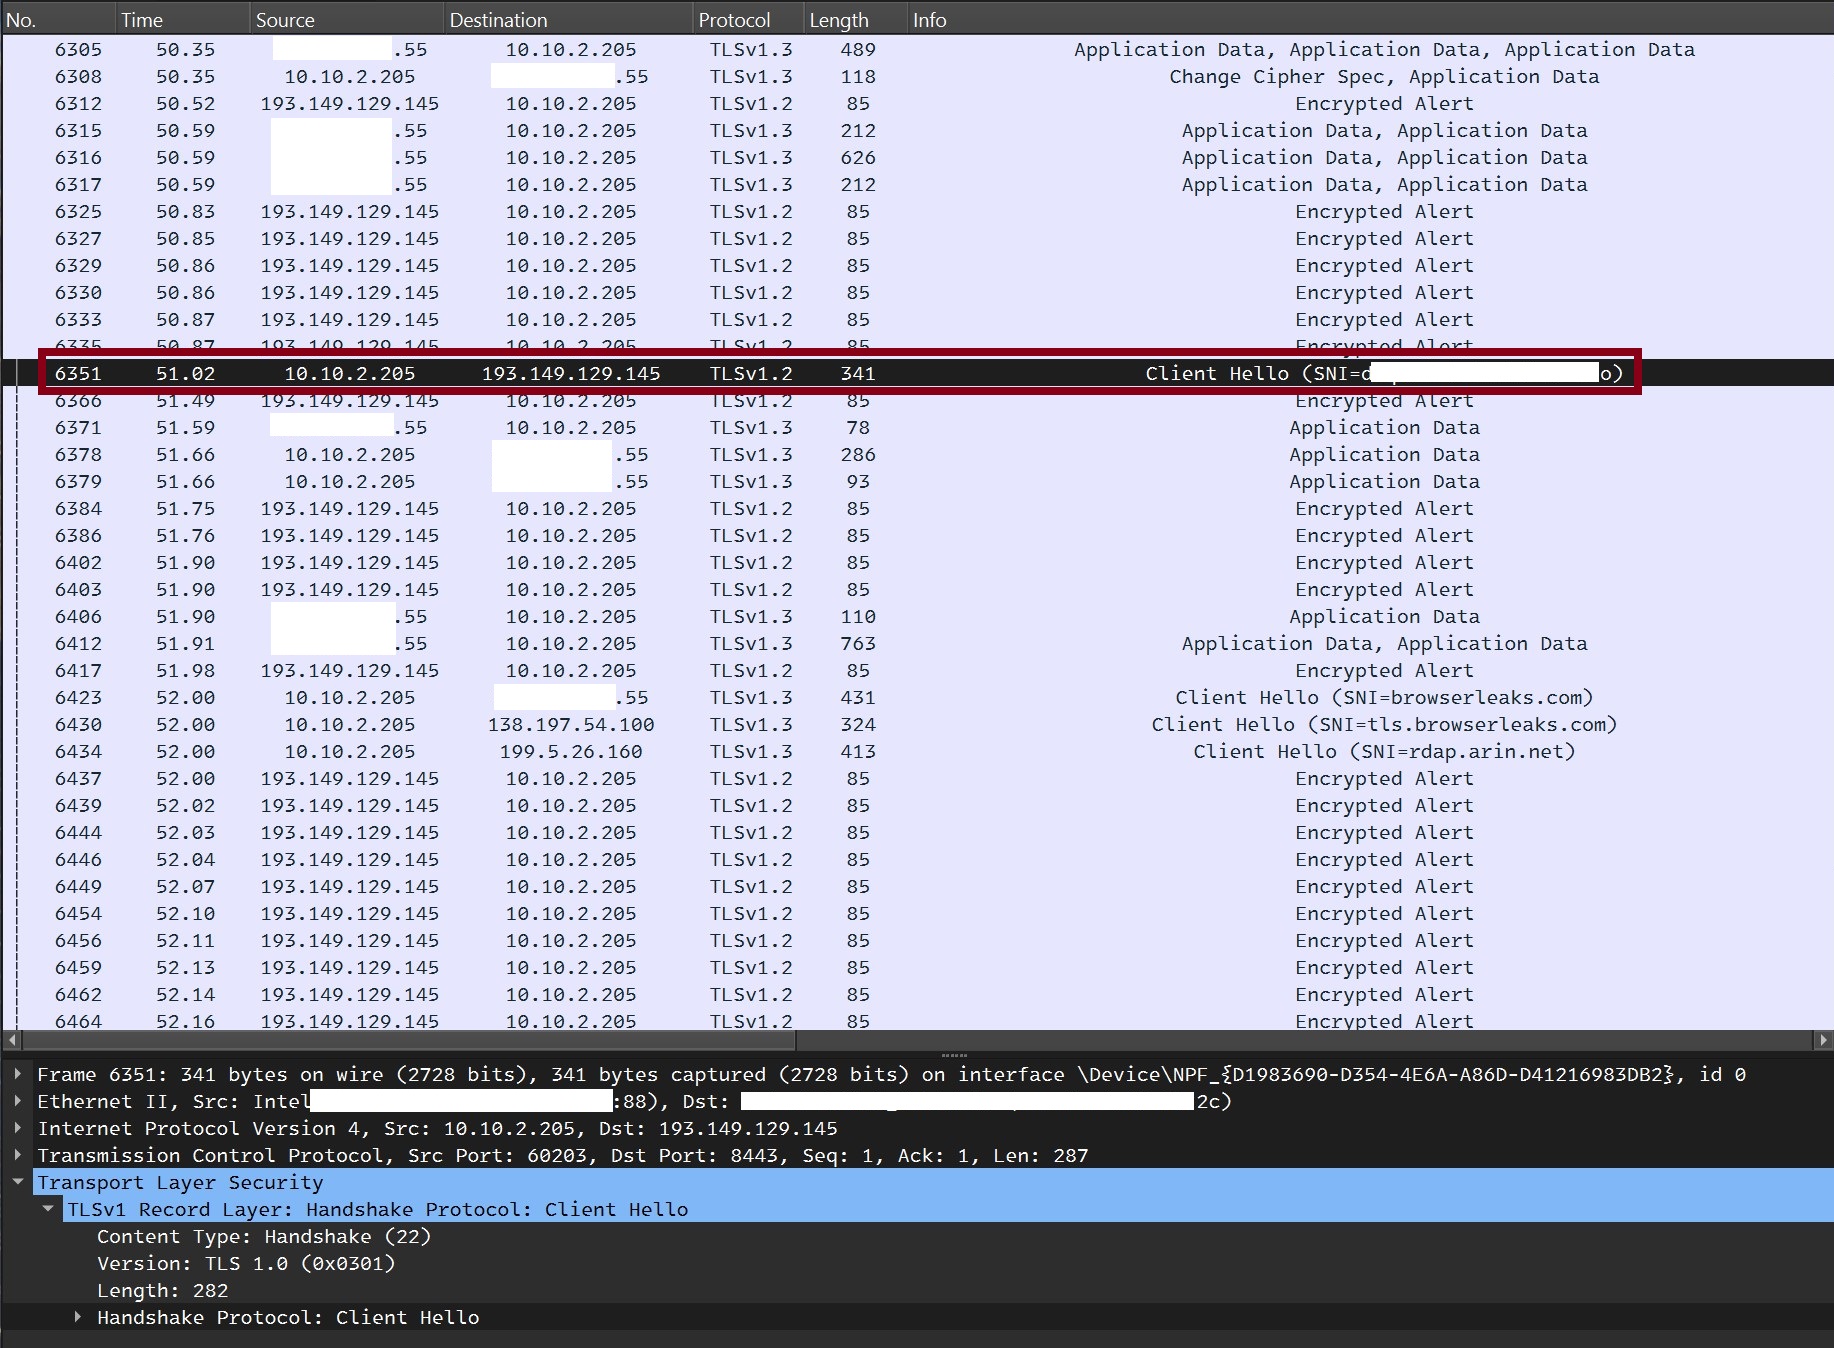 No. Time Source Destination Protocol Length Info
6305 50.35 .55 10.10.2.205 TLSv1.3 489 Application Data, Application Data, Application Data
6308 50.35 10.10.2.205 .55 TLSv1.3 118 Change Cipher Spec, Application Data
6312 50.52 193.149.129.145 10.10.2.205 TLSv1.2 85 Encrypted Alert
6315 50.59 .55 10.10.2.205 TLSv1.3 212 Application Data, Application Data
6316 50.59 .55 10.10.2.205 TLSv1.3 626 Application Data, Application Data
6317 50.59 .55 10.10.2.205 TLSv1.3 212 Application Data, Application Data
6325 50.83 193.149.129.145 10.10.2.205 TLSv1.2 85 Encrypted Alert
6327 50.85 193.149.129.145 10.10.2.205 TLSv1.2 85 Encrypted Alert
6329 50.86 193.149.129.145 10.10.2.205 TLSv1.2 85 Encrypted Alert
6330 50.86 193.149.129.145 10.10.2.205 TLSv1.2 85 Encrypted Alert
6333 50.87 193.149.129.145 10.10.2.205 TLSv1.2 85 Encrypted Alert
6335 50.87 193.149.129.145 10.10.2.205 TLSv1.2 85 Encrypted Alert
6351 51.02 10.10.2.205 193.149.129.145 TLSv1.2 341 Client Hello (SNI=d o)
6366 51.49 193.149.129.145 10.10.2.205 TLSv1.2 85 Encrypted Alert
6371 51.59 .55 10.10.2.205 TLSv1.3 78 Application Data
6378 51.66 10.10.2.205 .55 TLSv1.3 286 Application Data
6379 51.66 10.10.2.205 .55 TLSv1.3 93 Application Data
6384 51.75 193.149.129.145 10.10.2.205 TLSv1.2 85 Encrypted Alert
6386 51.76 193.149.129.145 10.10.2.205 TLSv1.2 85 Encrypted Alert
6402 51.90 193.149.129.145 10.10.2.205 TLSv1.2 85 Encrypted Alert
6403 51.90 193.149.129.145 10.10.2.205 TLSv1.2 85 Encrypted Alert
6406 51.90 .55 10.10.2.205 TLSv1.3 110 Application Data
6412 51.91 .55 10.10.2.205 TLSv1.3 763 Application Data, Application Data
6417 51.98 193.149.129.145 10.10.2.205 TLSv1.2 85 Encrypted Alert
6423 52.00 10.10.2.205 .55 TLSv1.3 431 Client Hello (SNI=browserleaks.com)
6430 52.00 10.10.2.205 138.197.54.100 TLSv1.3 324 Client Hello (SNI=tls.browserleaks.com)
6434 52.00 10.10.2.205 199.5.26.160 TLSv1.3 413 Client Hello (SNI=rdap.arin.net)
6437 52.00 193.149.129.145 10.10.2.205 TLSv1.2 85 Encrypted Alert
6439 52.02 193.149.129.145 10.10.2.205 TLSv1.2 85 Encrypted Alert
6444 52.03 193.149.129.145 10.10.2.205 TLSv1.2 85 Encrypted Alert
6446 52.04 193.149.129.145 10.10.2.205 TLSv1.2 85 Encrypted Alert
6449 52.07 193.149.129.145 10.10.2.205 TLSv1.2 85 Encrypted Alert
6454 52.10 193.149.129.145 10.10.2.205 TLSv1.2 85 Encrypted Alert
6456 52.11 193.149.129.145 10.10.2.205 TLSv1.2 85 Encrypted Alert
6459 52.13 193.149.129.145 10.10.2.205 TLSv1.2 85 Encrypted Alert
6462 52.14 193.149.129.145 10.10.2.205 TLSv1.2 85 Encrypted Alert
6464 52.16 193.149.129.145 10.10.2.205 TLSv1.2 85 Encrypted Alert
Frame 6351: 341 bytes on wire (2728 bits), 341 bytes captured (2728 bits) on interface \Device\NPF_{D1983690-D354-4E6A-A86D-D41216983DB2}, id 0
Ethernet II, Src: Intel :88), Dst: 2c)
Internet Protocol Version 4, Src: 10.10.2.205, Dst: 193.149.129.145
Transmission Control Protocol, Src Port: 60203, Dst Port: 8443, Seq: 1, Ack: 1, Len: 287
Transport Layer Security
TLSv1 Record Layer: Handshake Protocol: Client Hello
Content Type: Handshake (22)
Version: TLS 1.0 (0x0301)
Length: 282
Handshake Protocol: Client Hello